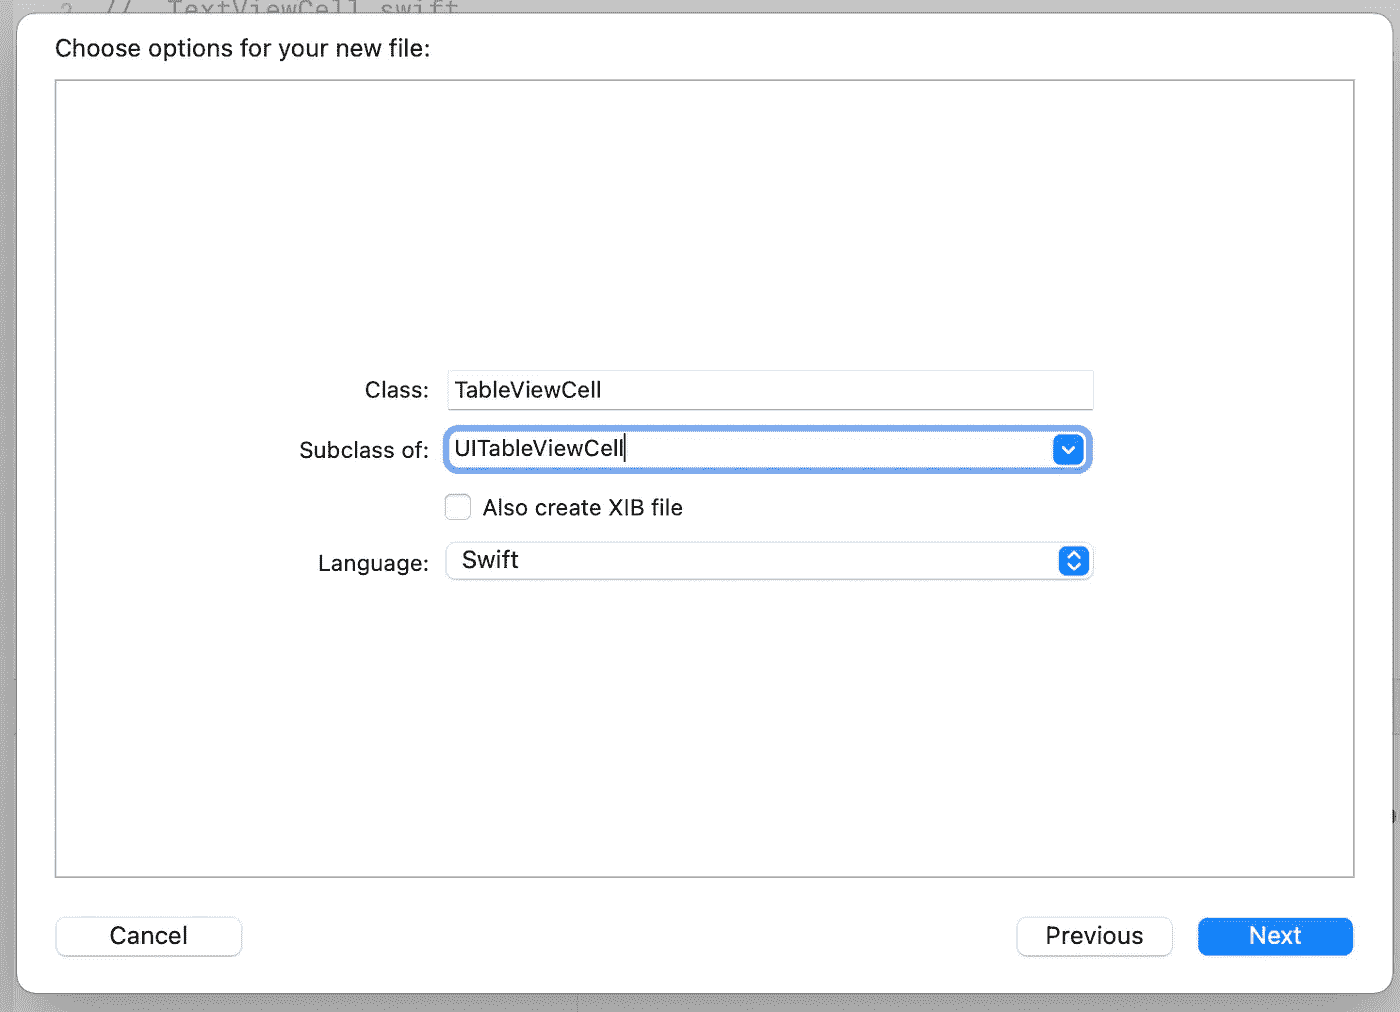 2 // TextViewCell.swift
Choose options for your new file:
Class: TableViewCell
Subclass of: UITableViewCell
Also create XIB file
Language: Swift
Cancel Previous Next